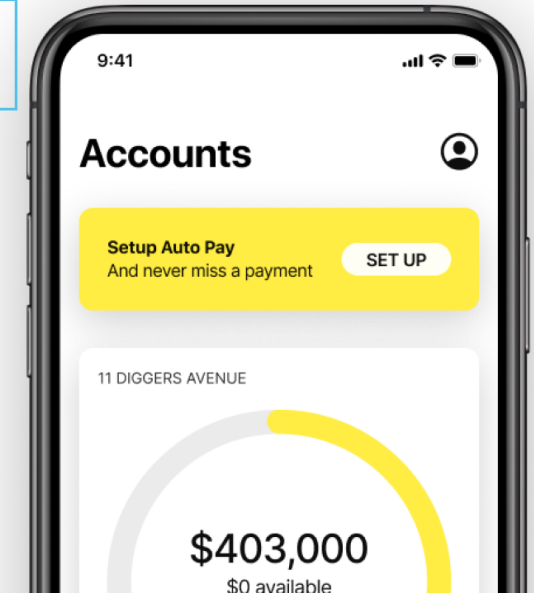 9:41
Accounts
Setup Auto Pay
And never miss a payment
SET UP
11 DIGGERS AVENUE
$403,000
$0 available